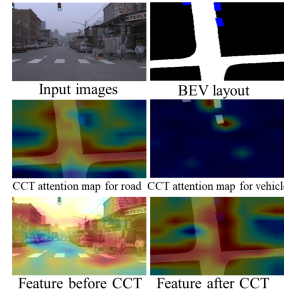 Input images
BEV layout
CCT attention map for road
CCT attention map for vehicl
Feature before CCT
Feature after CCT